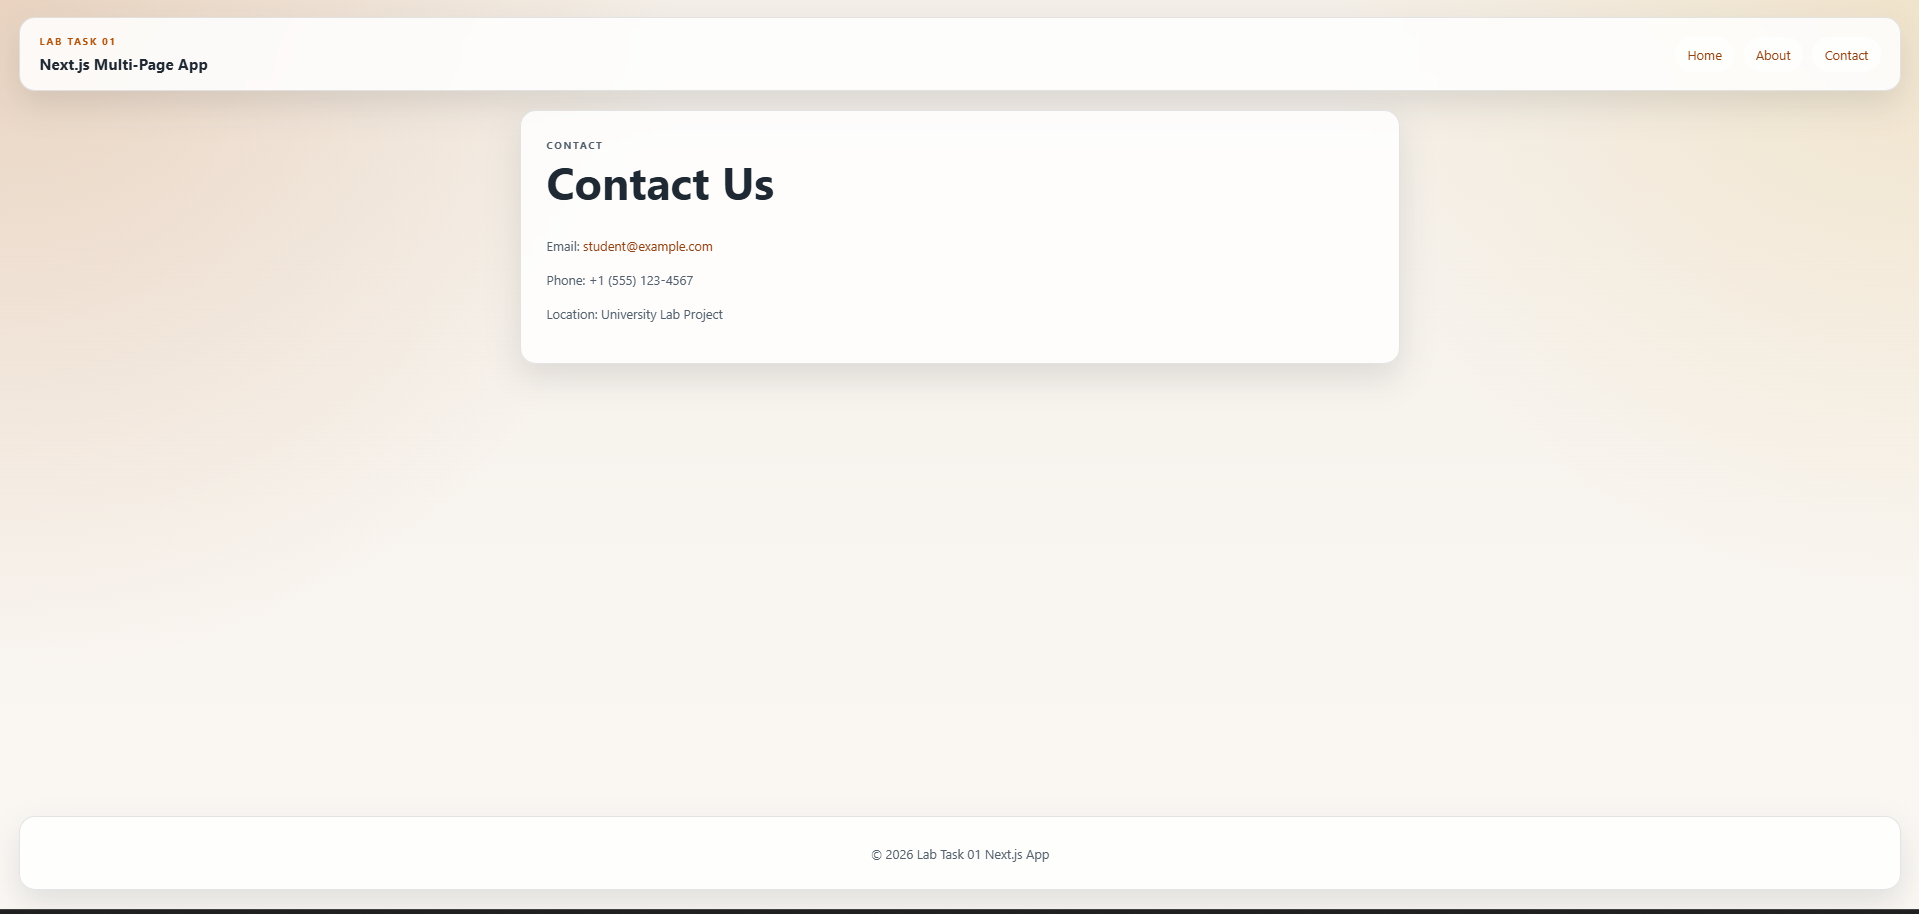 LAB TASK 01
Next.js Multi-Page App
Home About Contact
CONTACT
Contact Us
Email: student@example.com
Phone: +1 (555) 123-4567
Location: University Lab Project
© 2026 Lab Task 01 Next.js App